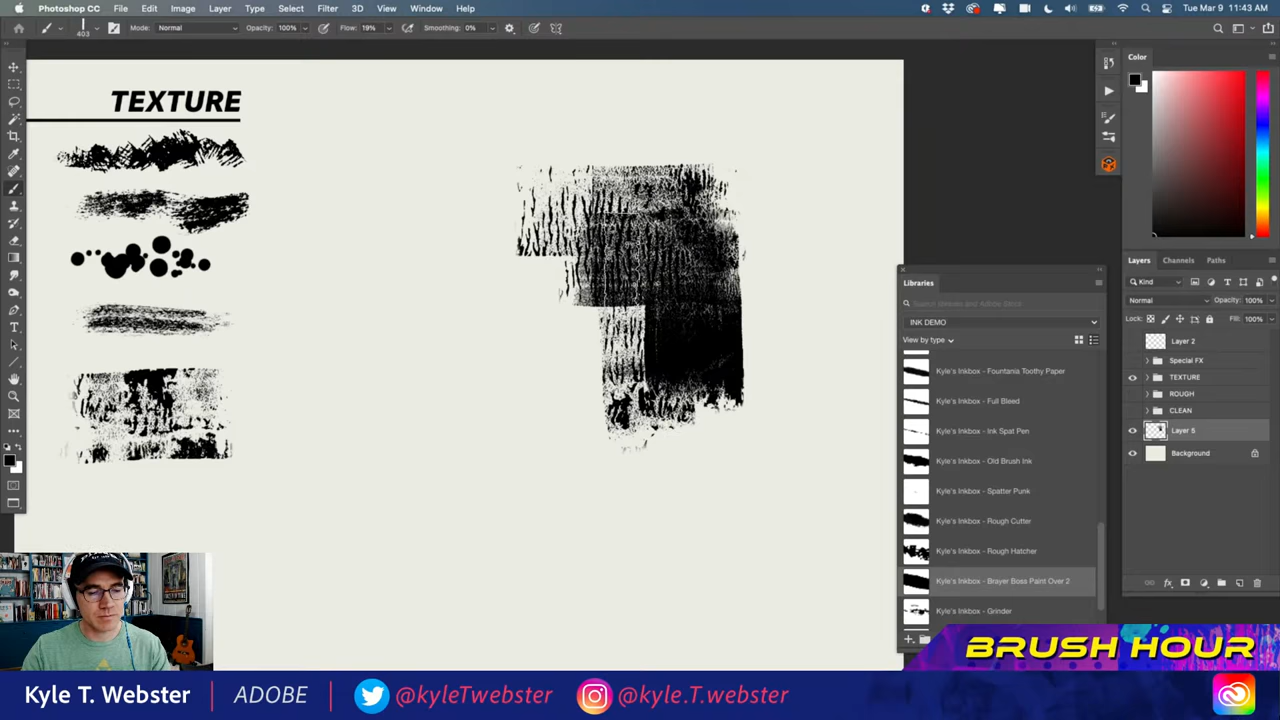 Photoshop CC File Edit Image Layer Type Select Filter 3D View Window Help Tue Mar 9 11:43 AM
403 Mode: Normal Opacity: 100% Flow: 19% Smoothing: 0%
TEXTURE
Color
Libraries
INK DEMO
View by type
Kyle's Inkbox - Fountania Toothy Paper
Kyle's Inkbox - Full Bleed
Kyle's Inkbox - Ink Spat Pen
Kyle's Inkbox - Old Brush Ink
Kyle's Inkbox - Spatter Punk
Kyle's Inkbox - Rough Cutter
Kyle's Inkbox - Rough Hatcher
Kyle's Inkbox - Brayer Boss Paint Over 2
Kyle's Inkbox - Grinder
Layers Channels Paths
Kind
Normal Opacity: 100%
Lock: Fill: 100%
Layer 2
Special FX
TEXTURE
ROUGH
CLEAN
Layer 5
Background
BRUSH HOUR
Kyle T. Webster | ADOBE | @kyleTwebster | @kyle.T.webster